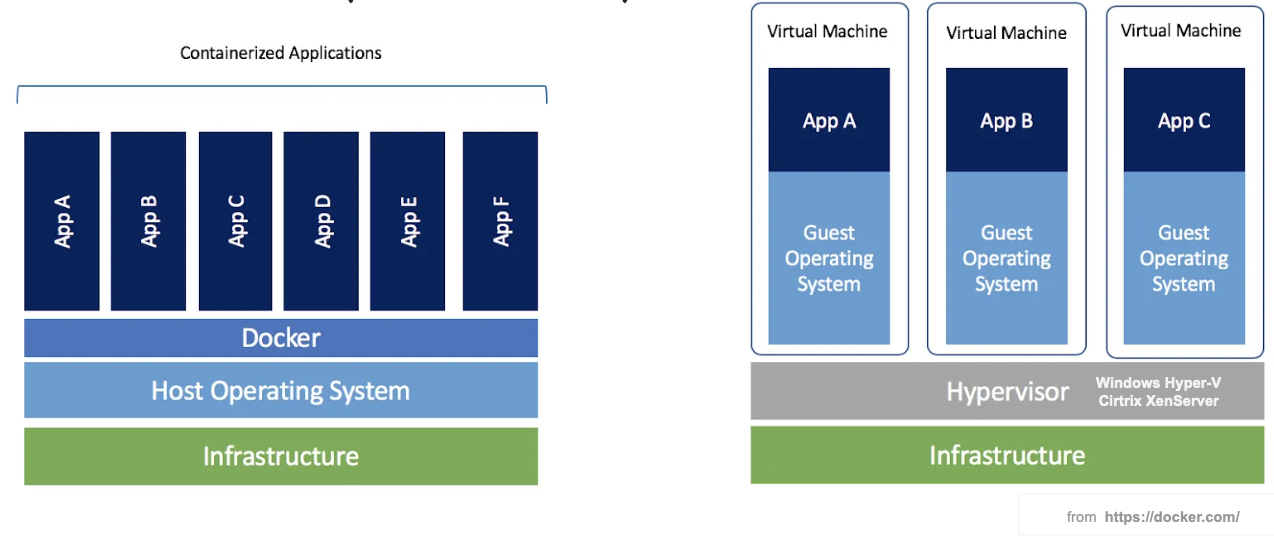 Containerized Applications
App A
App B
App C
App D
App E
App F
Docker
Host Operating System
Infrastructure
Virtual Machine
App A
Guest
Operating
System
Virtual Machine
App B
Guest
Operating
System
Virtual Machine
App C
Guest
Operating
System
Hypervisor
Windows Hyper-V
Cirtrix XenServer
Infrastructure
from https://docker.com/